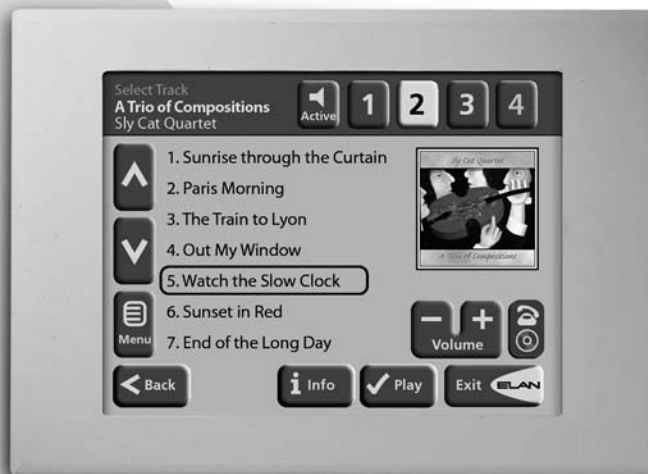 Select Track
A Trio of Compositions
Sly Cat Quartet
Active
1
2
3
4
1. Sunrise through the Curtain
2. Paris Morning
3. The Train to Lyon
4. Out My Window
5. Watch the Slow Clock
6. Sunset in Red
7. End of the Long Day
Sly Cat Quartet
A Trio of Compositions
Menu
Volume
Back
i Info
Play
Exit ELAN